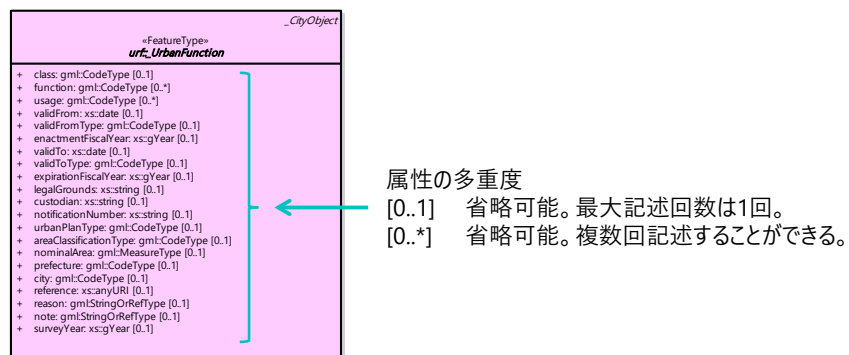 _CityObject
«FeatureType»
urf::_UrbanFunction
+ class: gml::CodeType [0..1]
+ function: gml::CodeType [0..*]
+ usage: gml::CodeType [0..*]
+ validFrom: xs::date [0..1]
+ validFromType: gml::CodeType [0..1]
+ enactmentFiscalYear: xs::gYear [0..1]
+ validTo: xs::date [0..1]
+ validToType: gml::CodeType [0..1]
+ expirationFiscalYear: xs::gYear [0..1]
+ legalGrounds: xs::string [0..1]
+ custodian: xs::string [0..1]
+ notificationNumber: xs::string [0..1]
+ urbanPlanType: gml::CodeType [0..1]
+ areaClassificationType: gml::CodeType [0..1]
+ nominalArea: gml::MeasureType [0..1]
+ prefecture: gml::CodeType [0..1]
+ city: gml::CodeType [0..1]
+ reference: xs::anyURI [0..1]
+ reason: gml:StringOrRefType [0..1]
+ note: gml:StringOrRefType [0..1]
+ surveyYear: xs::gYear [0..1]
属性の多重度
[0..1] 省略可能。最大記述回数は1回。
[0..*] 省略可能。複数回記述することができる。